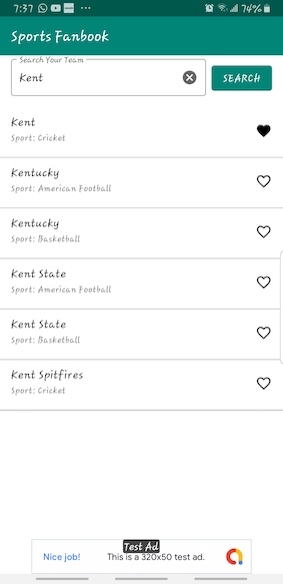 7:37 74%
Sports Fanbook
Search Your Team
Kent
SEARCH
Kent
Sport: Cricket
Kentucky
Sport: American Football
Kentucky
Sport: Basketball
Kent State
Sport: American Football
Kent State
Sport: Basketball
Kent Spitfires
Sport: Cricket
Test Ad
Nice job! This is a 320x50 test ad.